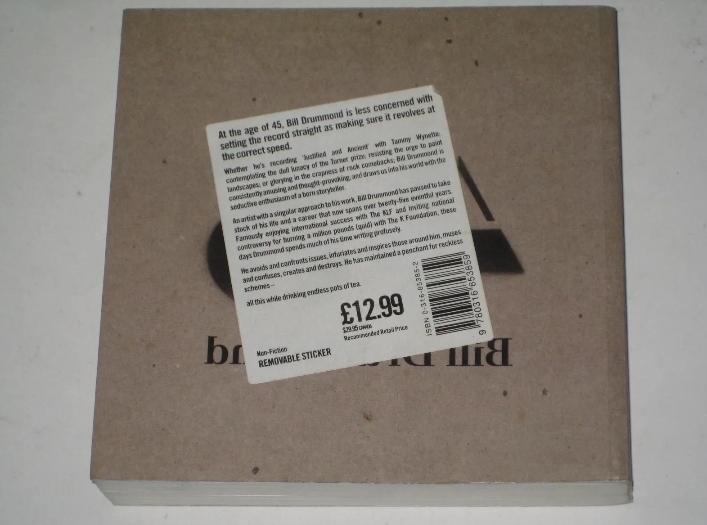 At the age of 45, Bill Drummond is less concerned with
setting the record straight as making sure it revolves at
the correct speed.
Whether he's recording 'Justified and Ancient' with Tammy Wynette;
contemplating the dull lunacy of the Turner prize; resisting the urge to paint
landscapes; or glorying in the crapness of rock comebacks; Bill Drummond is
consistently amusing and thought-provoking, and draws us into his world with the
seductive enthusiasm of a born storyteller.
An artist with a singular approach to his work, Bill Drummond has paused to take
stock of his life and a career that now spans over twenty-five eventful years.
Famously enjoying international success with The KLF and inviting national
controversy for burning a million pounds (quid) with The K Foundation, these
days Drummond spends much of his time writing profusely.
He avoids and confronts issues, infuriates and inspires those around him, muses
and confuses, creates and destroys. He has maintained a penchant for reckless
schemes –
all this while drinking endless pots of tea.
£12.99
Recommended Retail Price
Non-Fiction
REMOVABLE STICKER
ISBN 0-316-85385-2
9 780316 853859
Bill